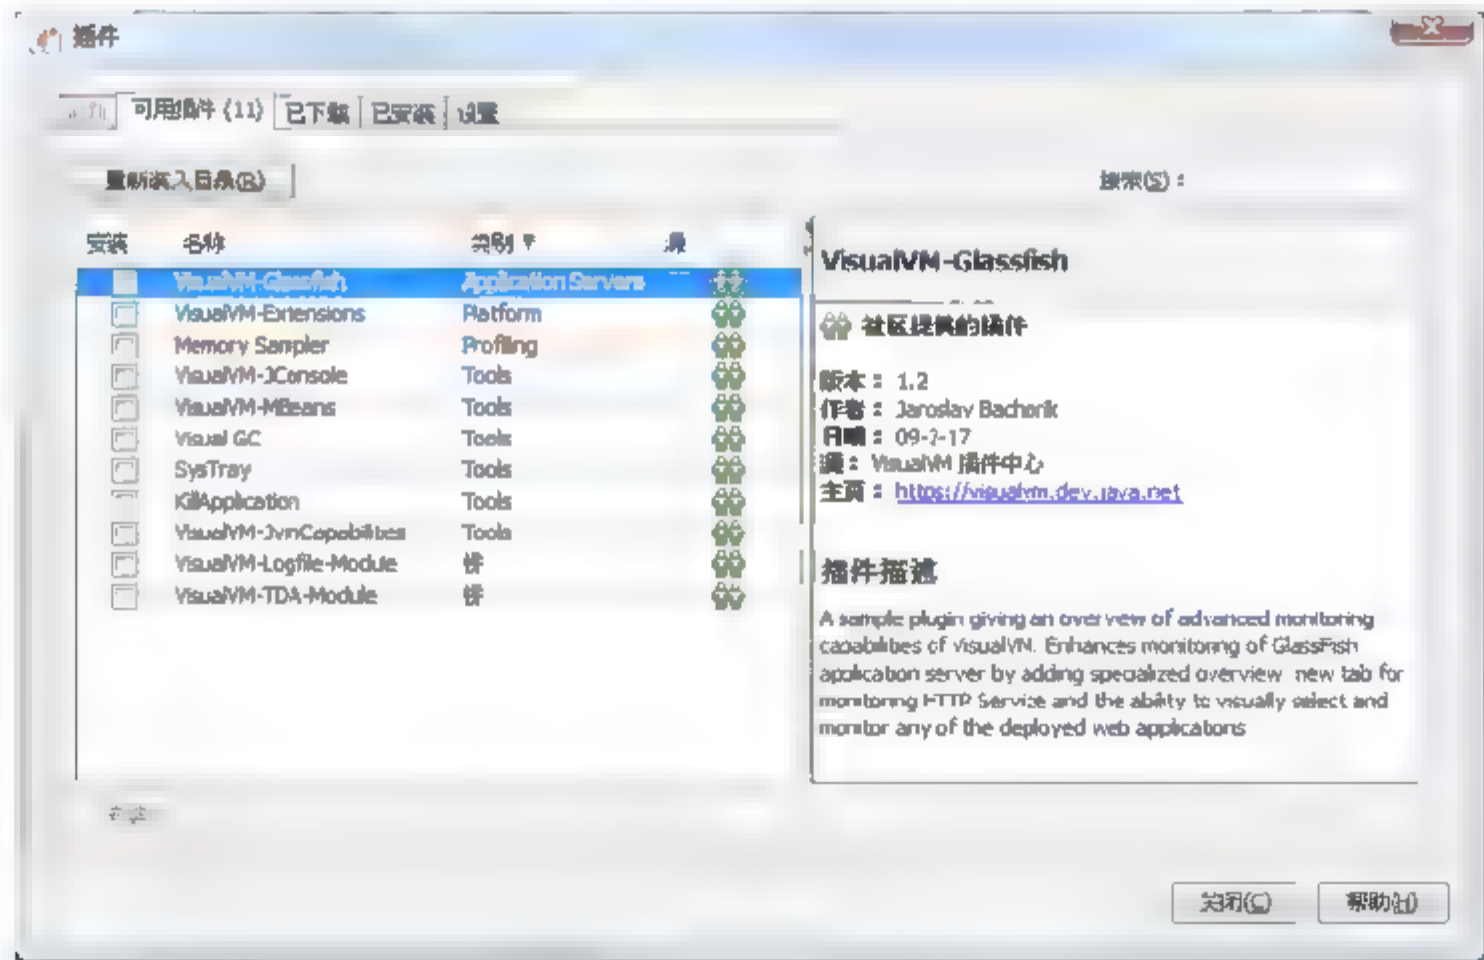 插件
可用插件 (11) 已下载 已安装 设置
重新装入目录(R) 搜索(S)：
安装 名称 类别 源
VisualVM-Glassfish Application Servers
VisualVM-Extensions Platform
Memory Sampler Profiling
VisualVM-JConsole Tools
VisualVM-MBeans Tools
Visual GC Tools
SysTray Tools
KillApplication Tools
VisualVM-JvmCapabilities Tools
VisualVM-Logfile-Module
VisualVM-TDA-Module
VisualVM-Glassfish
社区提供的插件
版本： 1.2
作者： Jaroslav Bachorik
日期： 09-2-17
源： VisualVM 插件中心
主页： https://visualvm.dev.java.net
插件描述
A sample plugin giving an overview of advanced monitoring
capabilities of VisualVM. Enhances monitoring of GlassFish
application server by adding specialized overview, new tab for
monitoring HTTP Service and the ability to visually select and
monitor any of the deployed web applications
安装
关闭(C) 帮助(H)